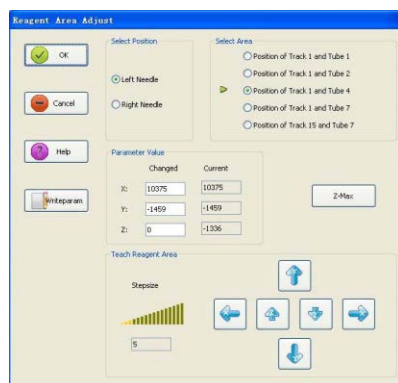 Reagent Area Adjust
OK
Cancel
Help
Writeparam
Select Position
Left Needle
Right Needle
Select Area
Position of Track 1 and Tube 1
Position of Track 1 and Tube 2
Position of Track 1 and Tube 4
Position of Track 1 and Tube 7
Position of Track 15 and Tube 7
Parameter Value
Changed Current
X: 10375 10375
Y: -1459 -1459
Z: 0 -1336
Z-Max
Teach Reagent Area
Stepsize
5